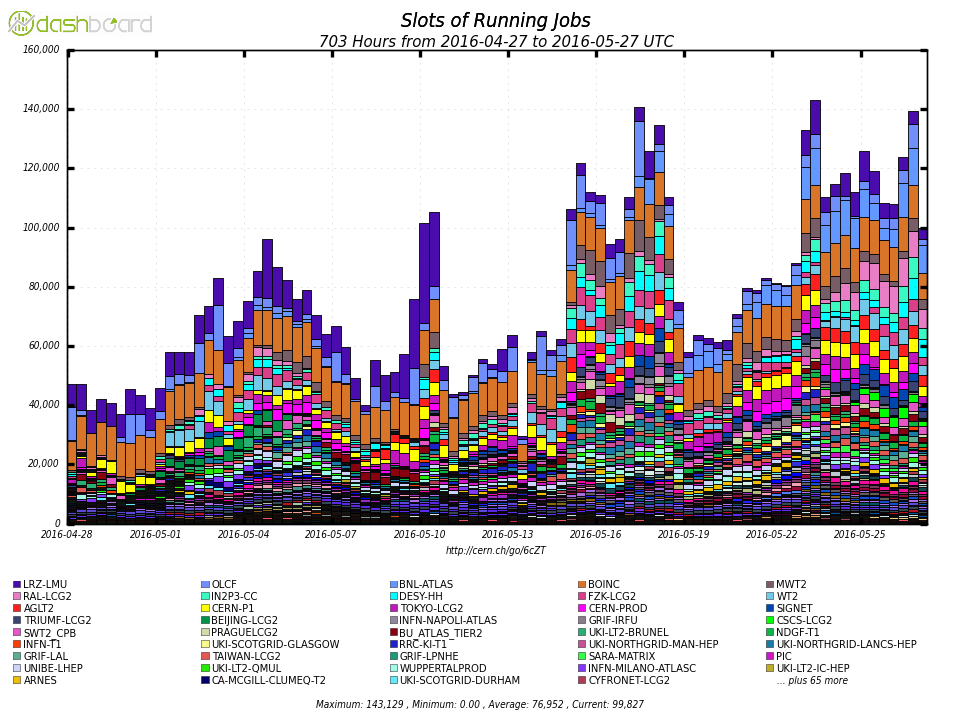 dashboard
Slots of Running Jobs
703 Hours from 2016-04-27 to 2016-05-27 UTC
160,000
140,000
120,000
100,000
80,000
60,000
40,000
20,000
0
2016-04-28 2016-05-01 2016-05-04 2016-05-07 2016-05-10 2016-05-13 2016-05-16 2016-05-19 2016-05-22 2016-05-25
http://cern.ch/go/6cZT
LRZ-LMU OLCF BNL-ATLAS BOINC MWT2
RAL-LCG2 IN2P3-CC DESY-HH FZK-LCG2 WT2
AGLT2 CERN-P1 TOKYO-LCG2 CERN-PROD SIGNET
TRIUMF-LCG2 BEIJING-LCG2 INFN-NAPOLI-ATLAS GRIF-IRFU CSCS-LCG2
SWT2_CPB PRAGUELCG2 BU_ATLAS_TIER2 UKI-LT2-BRUNEL NDGF-T1
INFN-T1 UKI-SCOTGRID-GLASGOW RRC-KI-T1 UKI-NORTHGRID-MAN-HEP UKI-NORTHGRID-LANCS-HEP
GRIF-LAL TAIWAN-LCG2 GRIF-LPNHE SARA-MATRIX PIC
UNIBE-LHEP UKI-LT2-QMUL WUPPERTALPROD INFN-MILANO-ATLASC UKI-LT2-IC-HEP
ARNES CA-MCGILL-CLUMEQ-T2 UKI-SCOTGRID-DURHAM CYFRONET-LCG2 ... plus 65 more
Maximum: 143,129 , Minimum: 0.00 , Average: 76,952 , Current: 99,827